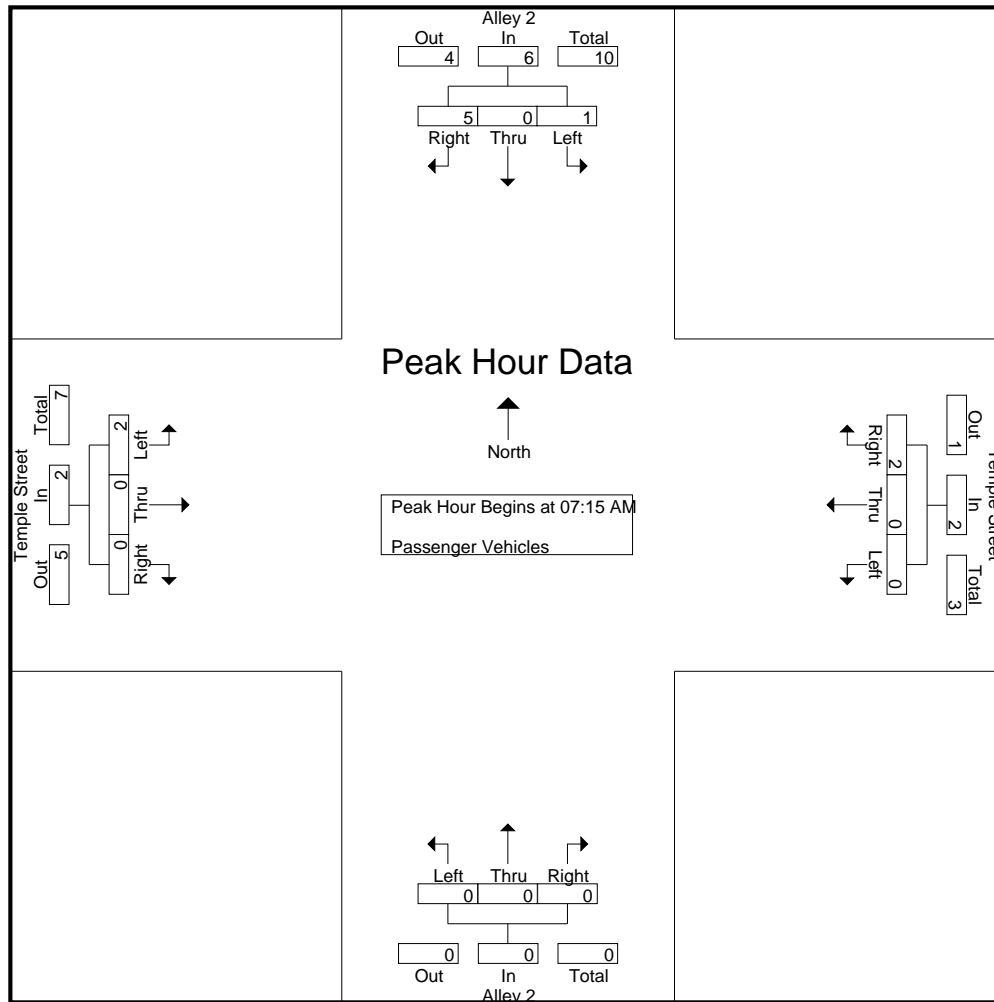 Alley 2
Out In Total
4 6 10
5 0 1
Right Thru Left
Peak Hour Data
North
Peak Hour Begins at 07:15 AM
Passenger Vehicles
Temple Street
Out In Total
5 2 7
Left Thru Right
2 0 0
Temple Street
Out In Total
1 2 3
Right Thru Left
2 0 0
Left Thru Right
0 0 0
0 0 0
Out In Total
Alley 2